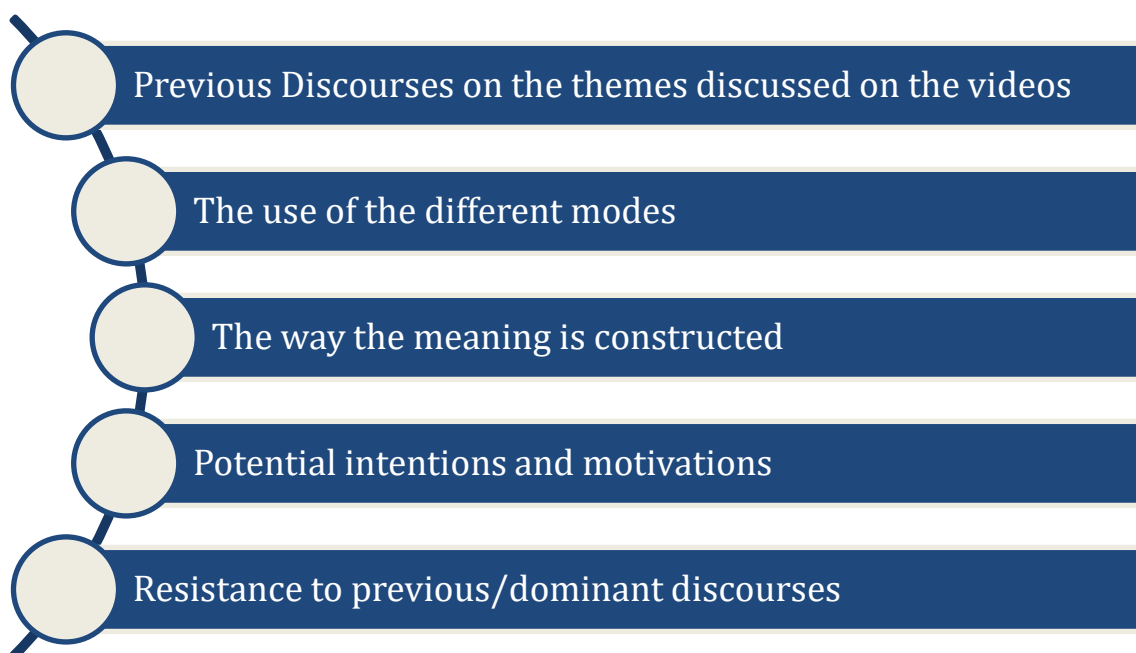 Previous Discourses on the themes discussed on the videos
The use of the different modes
The way the meaning is constructed
Potential intentions and motivations
Resistance to previous/dominant discourses